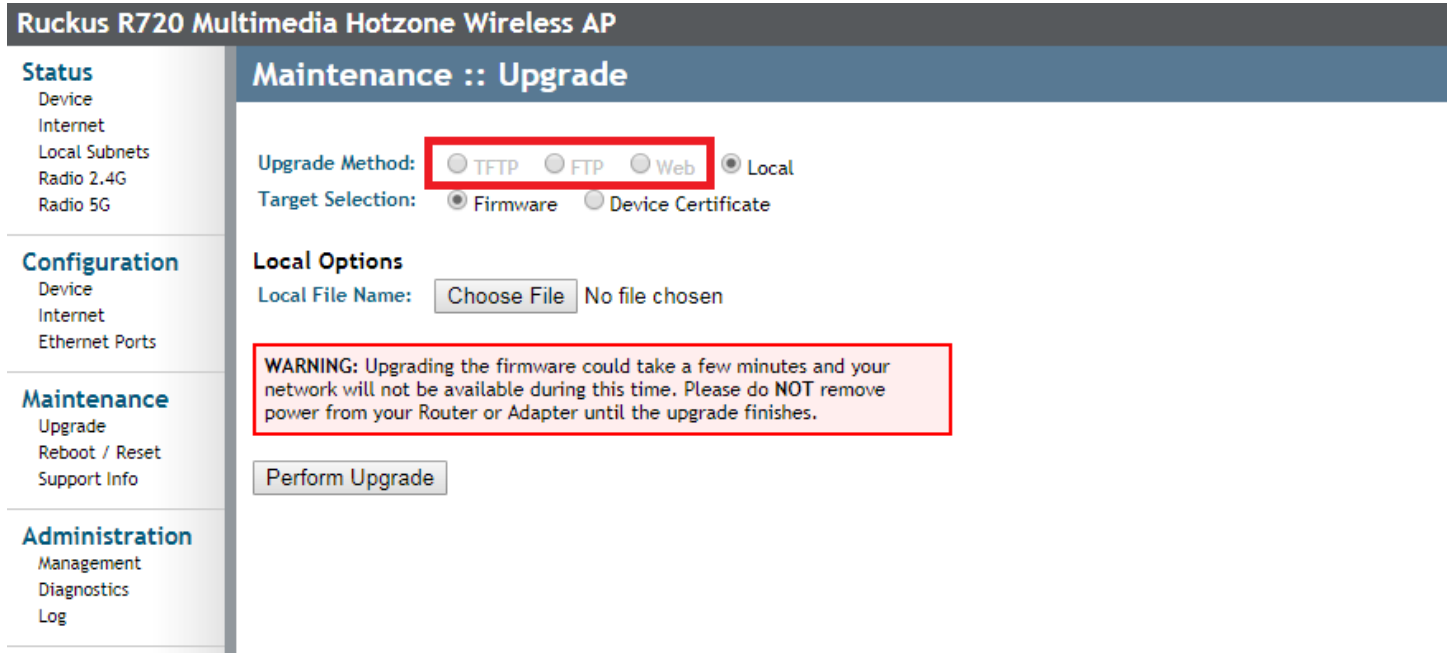 Ruckus R720 Multimedia Hotzone Wireless AP
Status
Device
Internet
Local Subnets
Radio 2.4G
Radio 5G
Configuration
Device
Internet
Ethernet Ports
Maintenance
Upgrade
Reboot / Reset
Support Info
Administration
Management
Diagnostics
Log
Maintenance :: Upgrade
Upgrade Method: TFTP FTP Web Local
Target Selection: Firmware Device Certificate
Local Options
Local File Name: Choose File No file chosen
WARNING: Upgrading the firmware could take a few minutes and your
network will not be available during this time. Please do NOT remove
power from your Router or Adapter until the upgrade finishes.
Perform Upgrade